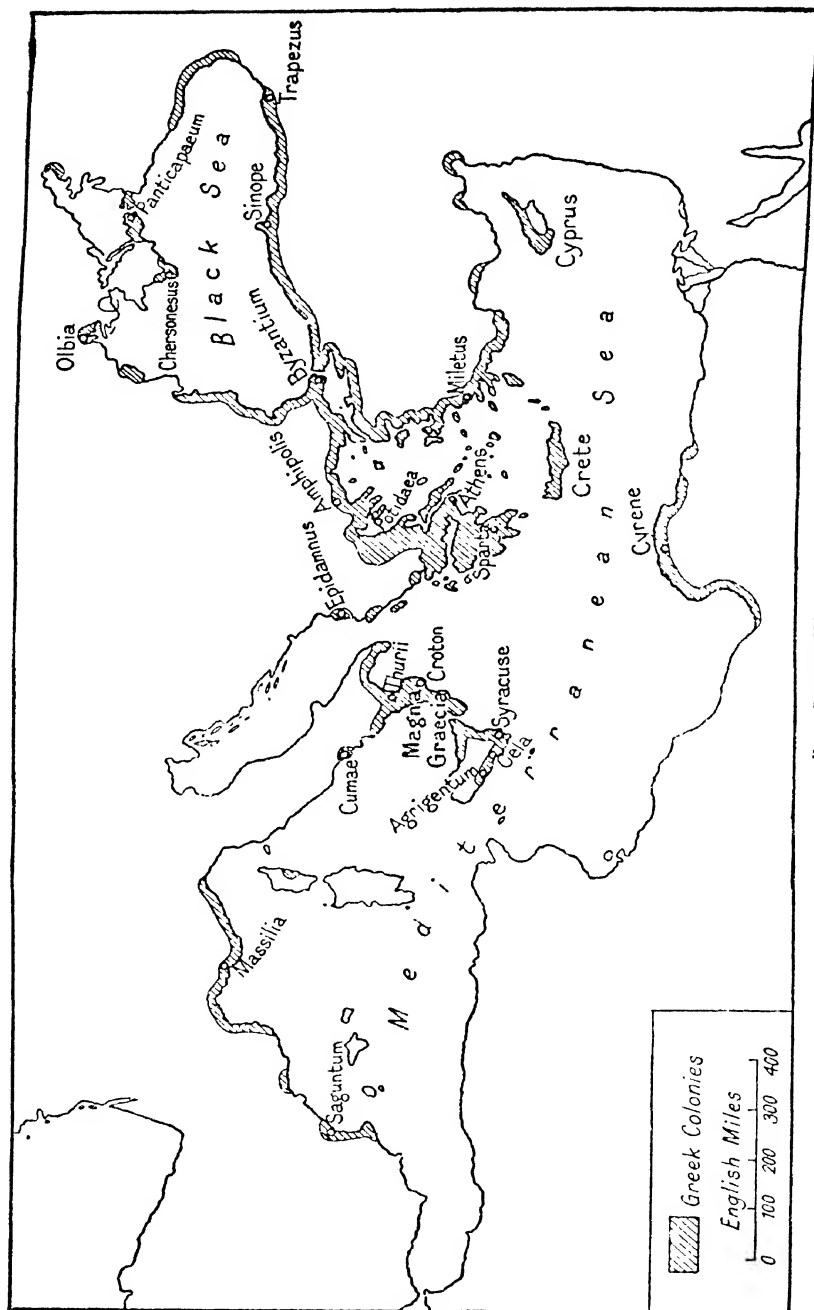 Olbia
Panticapaeum
Chersonesus
Black Sea
Sinope
Trapezus
Byzantium
Amphipolis
Potidaea
Epidamnus
Miletus
Athens
Sparta
Cyprus
Crete
Cyrene
Thurii
Croton
Magna
Graecia
Syracuse
Gela
Agrigentum
Cumae
Massilia
Saguntum
Mediterranean Sea
Greek Colonies
English Miles
0 100 200 300 400